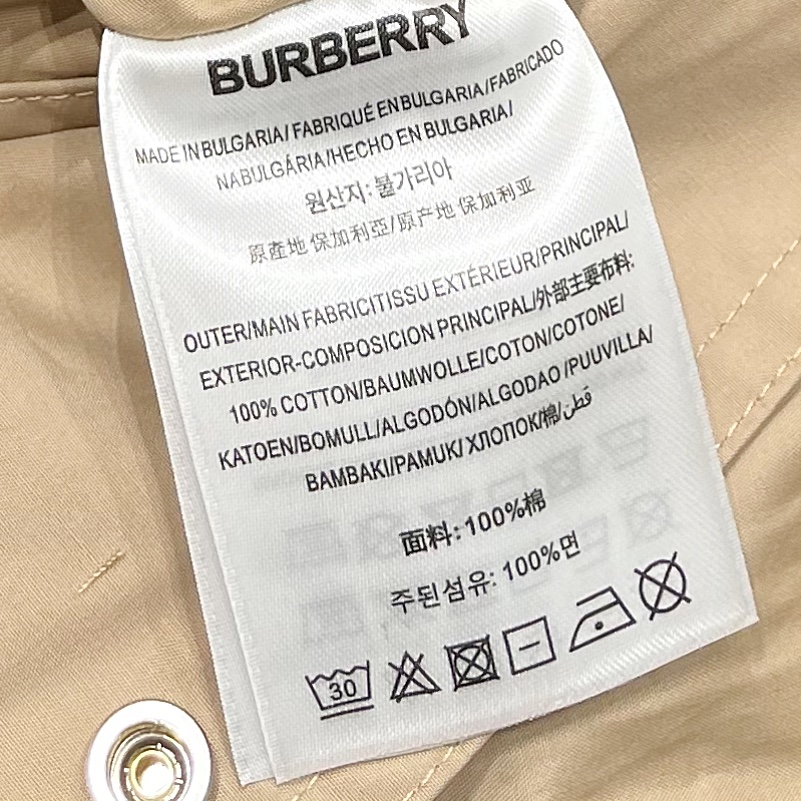 BURBERRY
MADE IN BULGARIA/ FABRIQUÉ EN BULGARIA/FABRICADO
NA BULGÁRIA/HECHO EN BULGARIA/
원산지: 불가리아
原產地 保加利亞/原产地 保加利亚
OUTER/MAIN FABRICITISSU EXTÉRIEUR/PRINCIPAL/
EXTERIOR-COMPOSICION PRINCIPAL/外部主要布料:
100% COTTON/BAUMWOLLE/COTON/COTONE/
KATOEN/BOMULL/ALGODÓN/ALGODAO /PUUVILLA/
BAMBAKI/PAMUK/ ХЛОПОК/棉/قطن
面料: 100%棉
주된섬유: 100%면
30